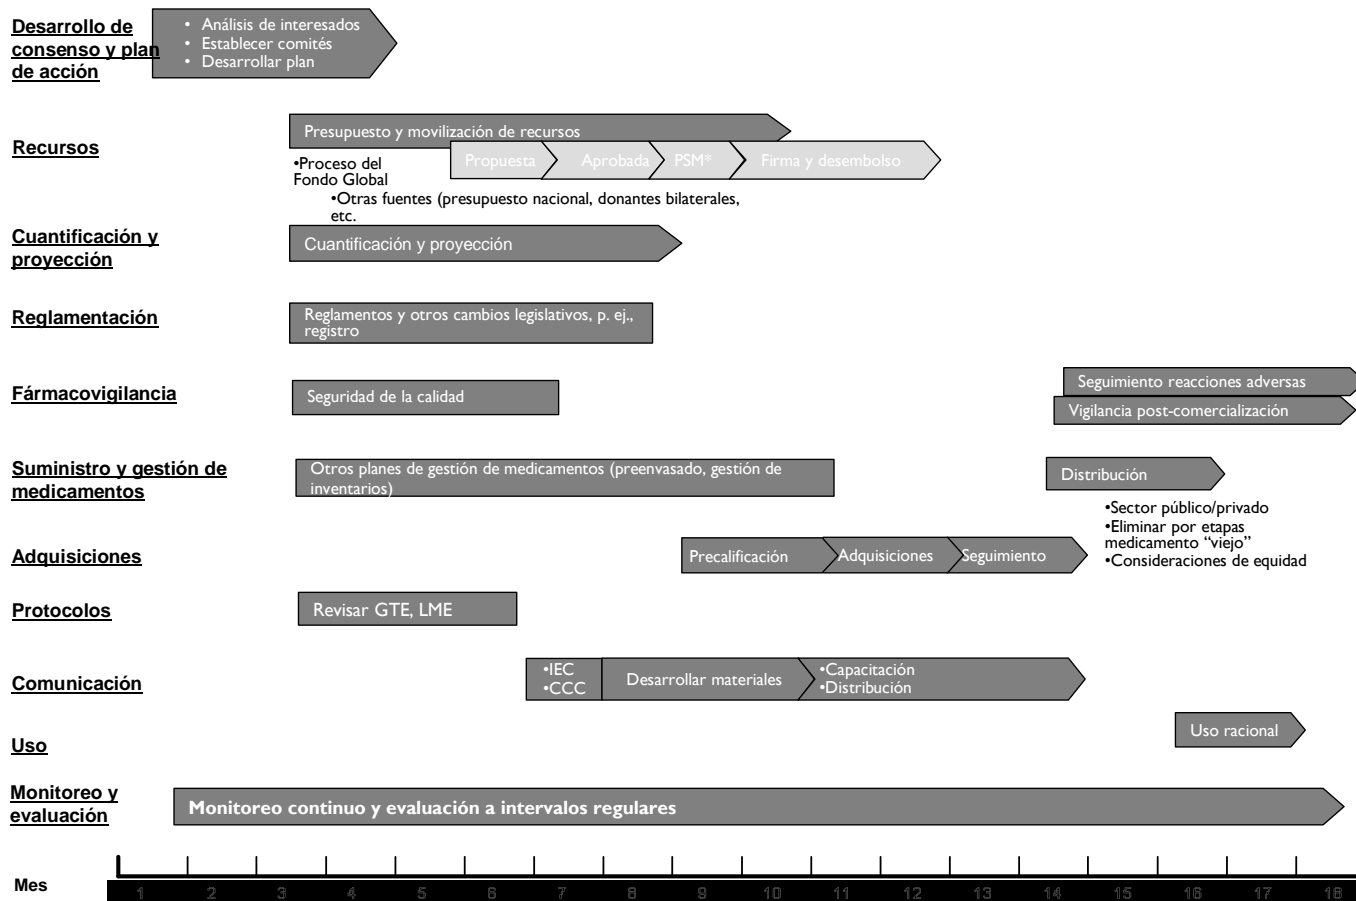 Desarrollo de
consenso y plan
de acción
• Análisis de interesados
• Establecer comités
• Desarrollar plan
Recursos
Presupuesto y movilización de recursos
Propuesta
Aprobada
PSM*
Firma y desembolso
•Proceso del
Fondo Global
•Otras fuentes (presupuesto nacional, donantes bilaterales,
etc.
Cuantificación y
proyección
Cuantificación y proyección
Reglamentación
Reglamentos y otros cambios legislativos, p. ej.,
registro
Fármacovigilancia
Seguridad de la calidad
Seguimiento reacciones adversas
Vigilancia post-comercialización
Suministro y gestión de
medicamentos
Otros planes de gestión de medicamentos (preenvasado, gestión de
inventarios)
Distribución
•Sector público/privado
•Eliminar por etapas
medicamento “viejo”
•Consideraciones de equidad
Adquisiciones
Precalificación
Adquisiciones
Seguimiento
Protocolos
Revisar GTE, LME
Comunicación
•IEC
•CCC
Desarrollar materiales
•Capacitación
•Distribución
Uso
Uso racional
Monitoreo y
evaluación
Monitoreo continuo y evaluación a intervalos regulares
Mes
1 2 3 4 5 6 7 8 9 10 11 12 13 14 15 16 17 18